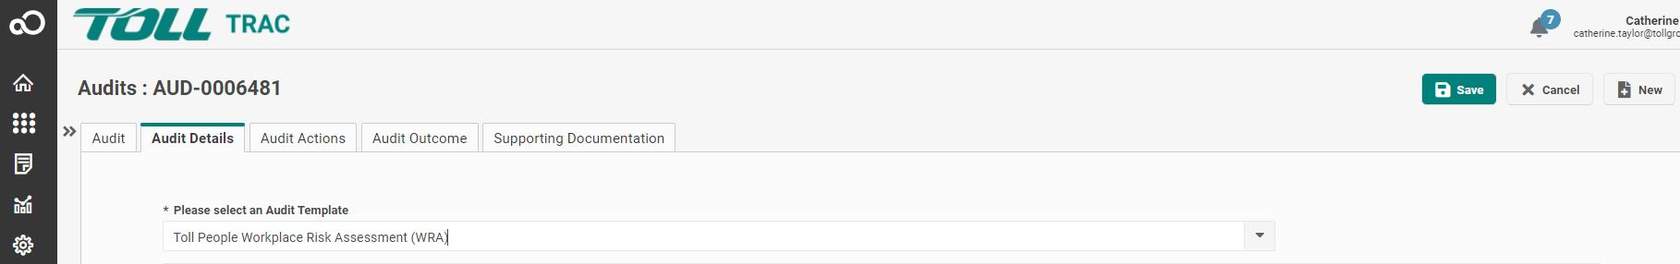 TOLL TRAC
7
Catherine
catherine.taylor@tollgro
Audits : AUD-0006481
Save
Cancel
New
Audit
Audit Details
Audit Actions
Audit Outcome
Supporting Documentation
* Please select an Audit Template
Toll People Workplace Risk Assessment (WRA)